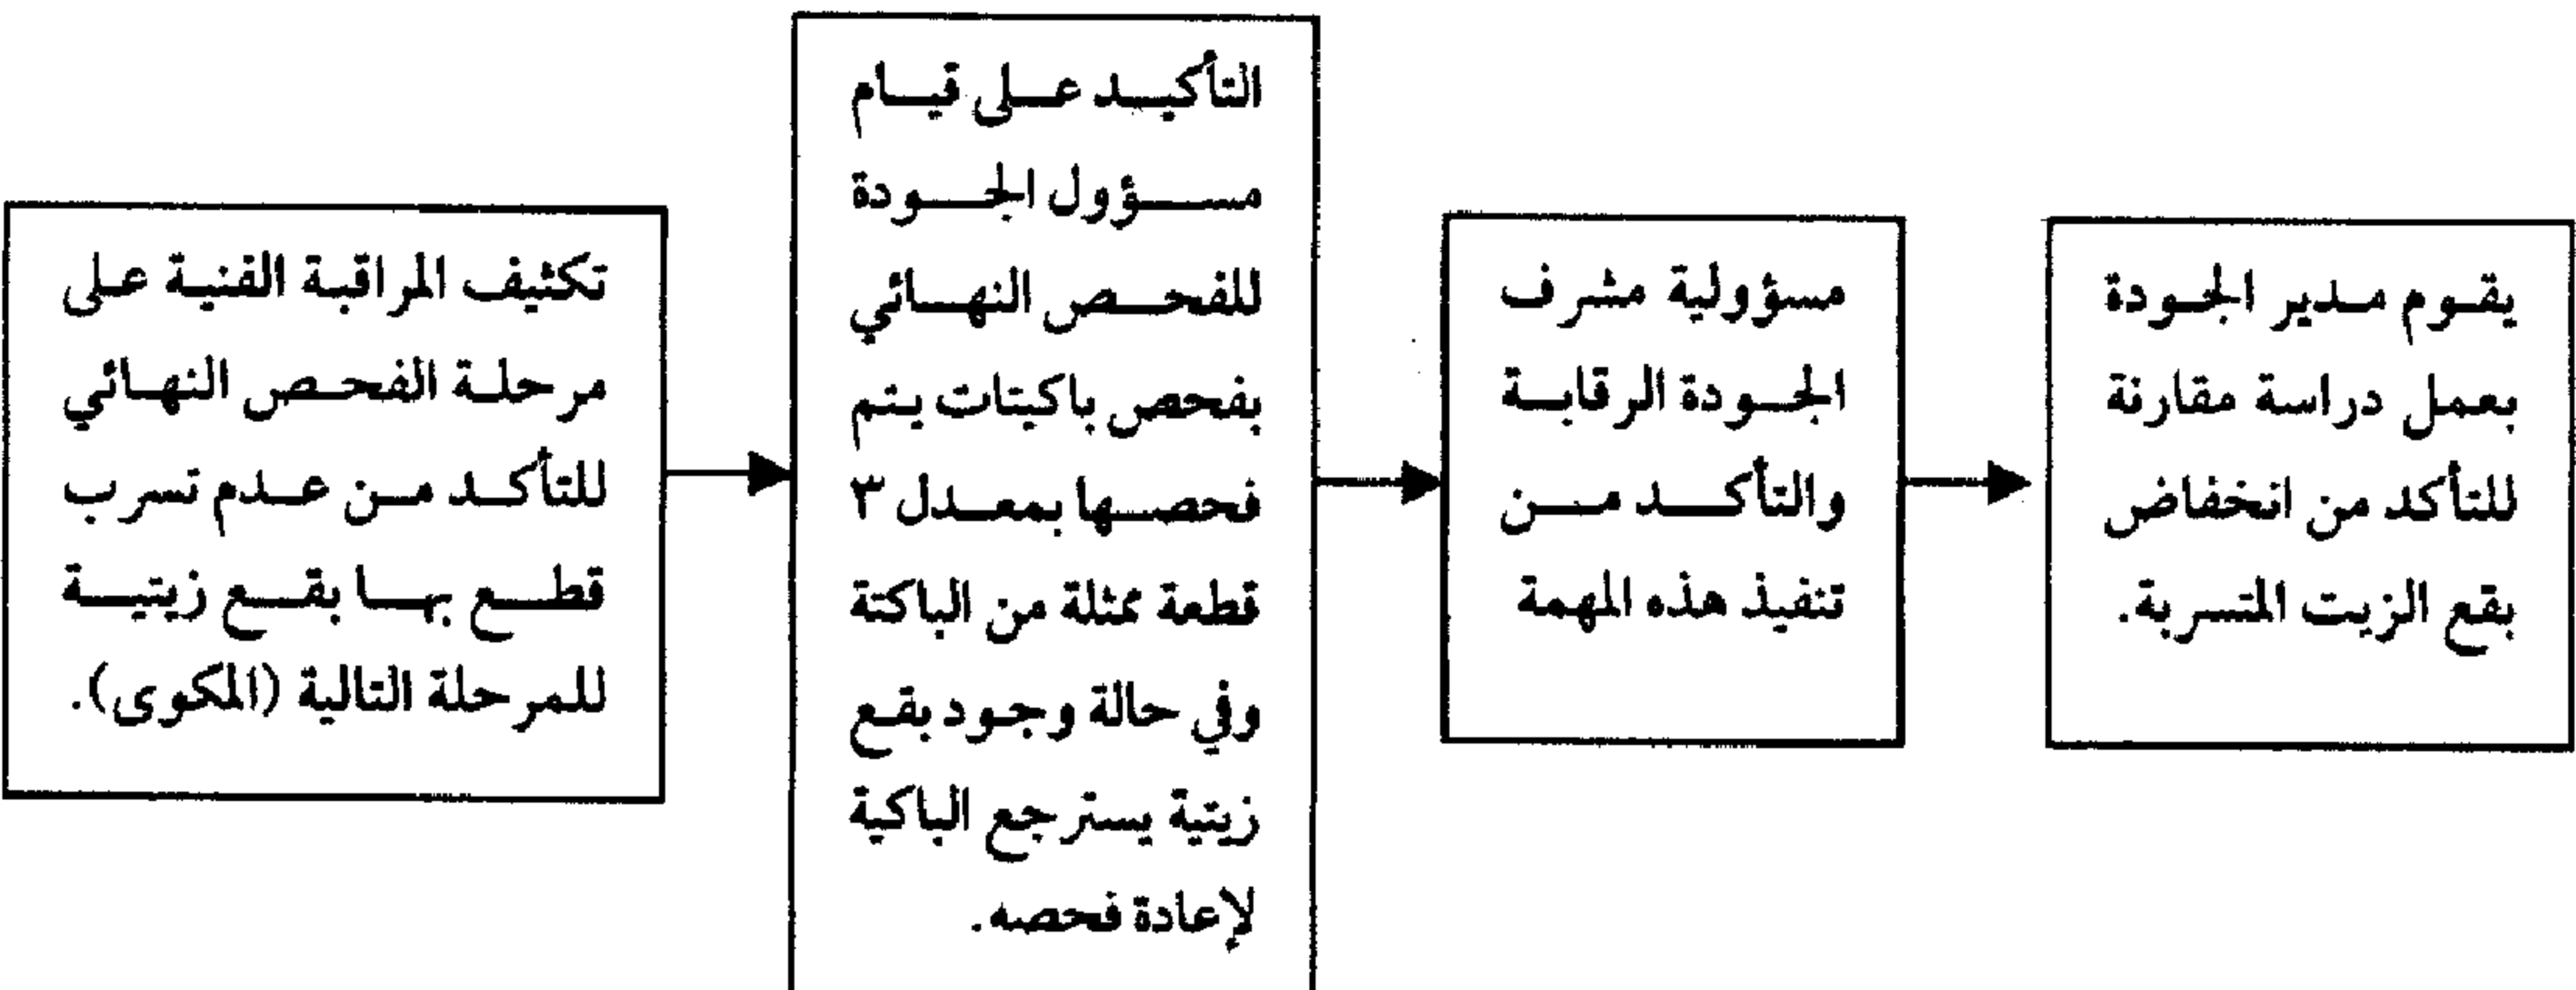 تكثيف المراقبة الفنية على
مرحلة الفحص النهائي
للتأكد من عدم تسرب
قطع بها بقع زيتية
للمرحلة التالية (المكوى).
التأكيد على قيام
مسؤول الجودة
للفحص النهائي
بفحص باكيتات يتم
فحصها بمعدل ٣
قطعة ممثلة من الباكتة
وفي حالة وجود بقع
زيتية يسترجع الباكية
لإعادة فحصه.
مسؤولية مشرف
الجودة الرقابة
والتأكد من
تنفيذ هذه المهمة
يقوم مدير الجودة
بعمل دراسة مقارنة
للتأكد من انخفاض
بقع الزيت المتسربة.